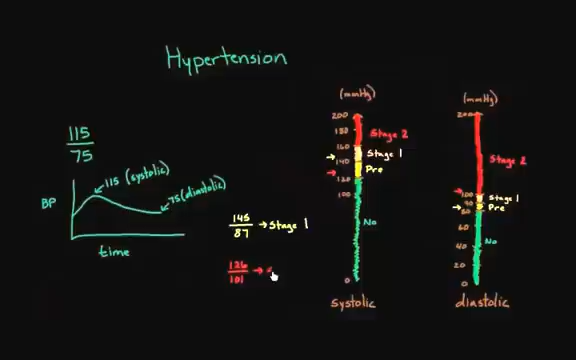 Hypertension
115
75
BP
115 (systolic)
75 (diastolic)
time
145
87
→ Stage 1
126
101
→
(mmHg)
200
180
160
140
120
100
0
Stage 2
Stage 1
Pre
No
systolic
(mmHg)
200
100
90
80
60
40
20
0
Stage 2
Stage 1
Pre
No
diastolic